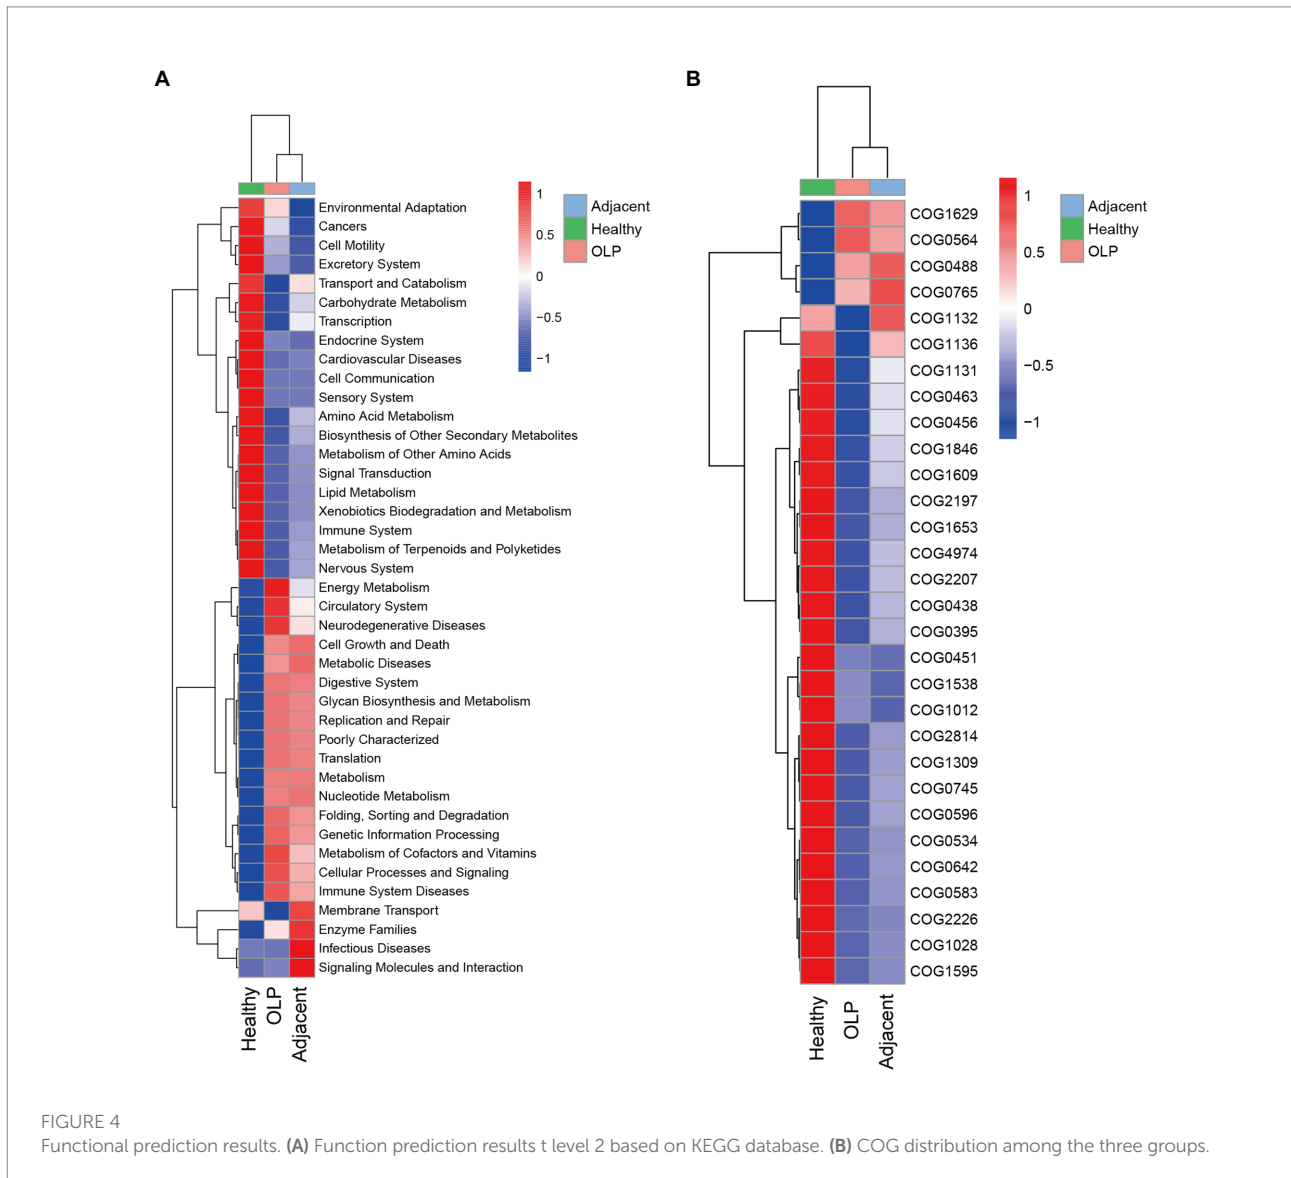 A
1
0.5
0
−0.5
−1
Adjacent
Healthy
OLP
Environmental Adaptation
Cancers
Cell Motility
Excretory System
Transport and Catabolism
Carbohydrate Metabolism
Transcription
Endocrine System
Cardiovascular Diseases
Cell Communication
Sensory System
Amino Acid Metabolism
Biosynthesis of Other Secondary Metabolites
Metabolism of Other Amino Acids
Signal Transduction
Lipid Metabolism
Xenobiotics Biodegradation and Metabolism
Immune System
Metabolism of Terpenoids and Polyketides
Nervous System
Energy Metabolism
Circulatory System
Neurodegenerative Diseases
Cell Growth and Death
Metabolic Diseases
Digestive System
Glycan Biosynthesis and Metabolism
Replication and Repair
Poorly Characterized
Translation
Metabolism
Nucleotide Metabolism
Folding, Sorting and Degradation
Genetic Information Processing
Metabolism of Cofactors and Vitamins
Cellular Processes and Signaling
Immune System Diseases
Membrane Transport
Enzyme Families
Infectious Diseases
Signaling Molecules and Interaction
Healthy
OLP
Adjacent
B
1
0.5
0
−0.5
−1
Adjacent
Healthy
OLP
COG1629
COG0564
COG0488
COG0765
COG1132
COG1136
COG1131
COG0463
COG0456
COG1846
COG1609
COG2197
COG1653
COG4974
COG2207
COG0438
COG0395
COG0451
COG1538
COG1012
COG2814
COG1309
COG0745
COG0596
COG0534
COG0642
COG0583
COG2226
COG1028
COG1595
Healthy
OLP
Adjacent
FIGURE 4
Functional prediction results. (A) Function prediction results t level 2 based on KEGG database. (B) COG distribution among the three groups.